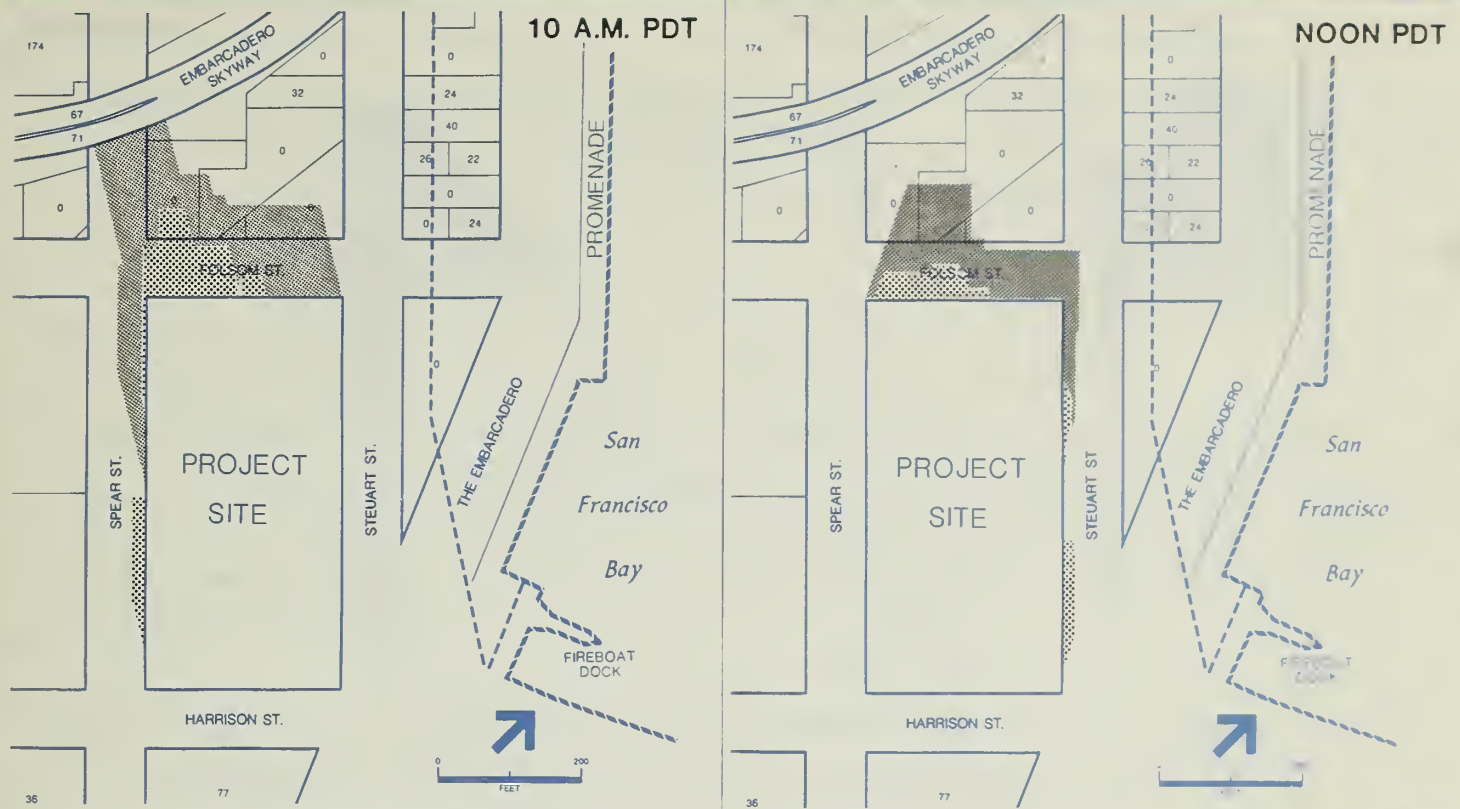 10 A.M. PDT
174
EMBARCADERO
SKYWAY
0
0
32
24
67
40
71
0
26
22
0
0
0
0
0
24
PROMENADE
FOLSOM ST.
0
THE EMBARCADERO
San
Francisco
Bay
SPEAR ST.
PROJECT
SITE
STEUART ST.
FIREBOAT
DOCK
HARRISON ST.
0
200
FEET
36
77
NOON PDT
174
EMBARCADERO
SKYWAY
0
32
24
67
40
71
0
22
0
0
0
24
PROMENADE
FOLSOM ST.
THE EMBARCADERO
San
Francisco
Bay
SPEAR ST.
PROJECT
SITE
STEUART ST
DOCK
HARRISON ST.
36
77